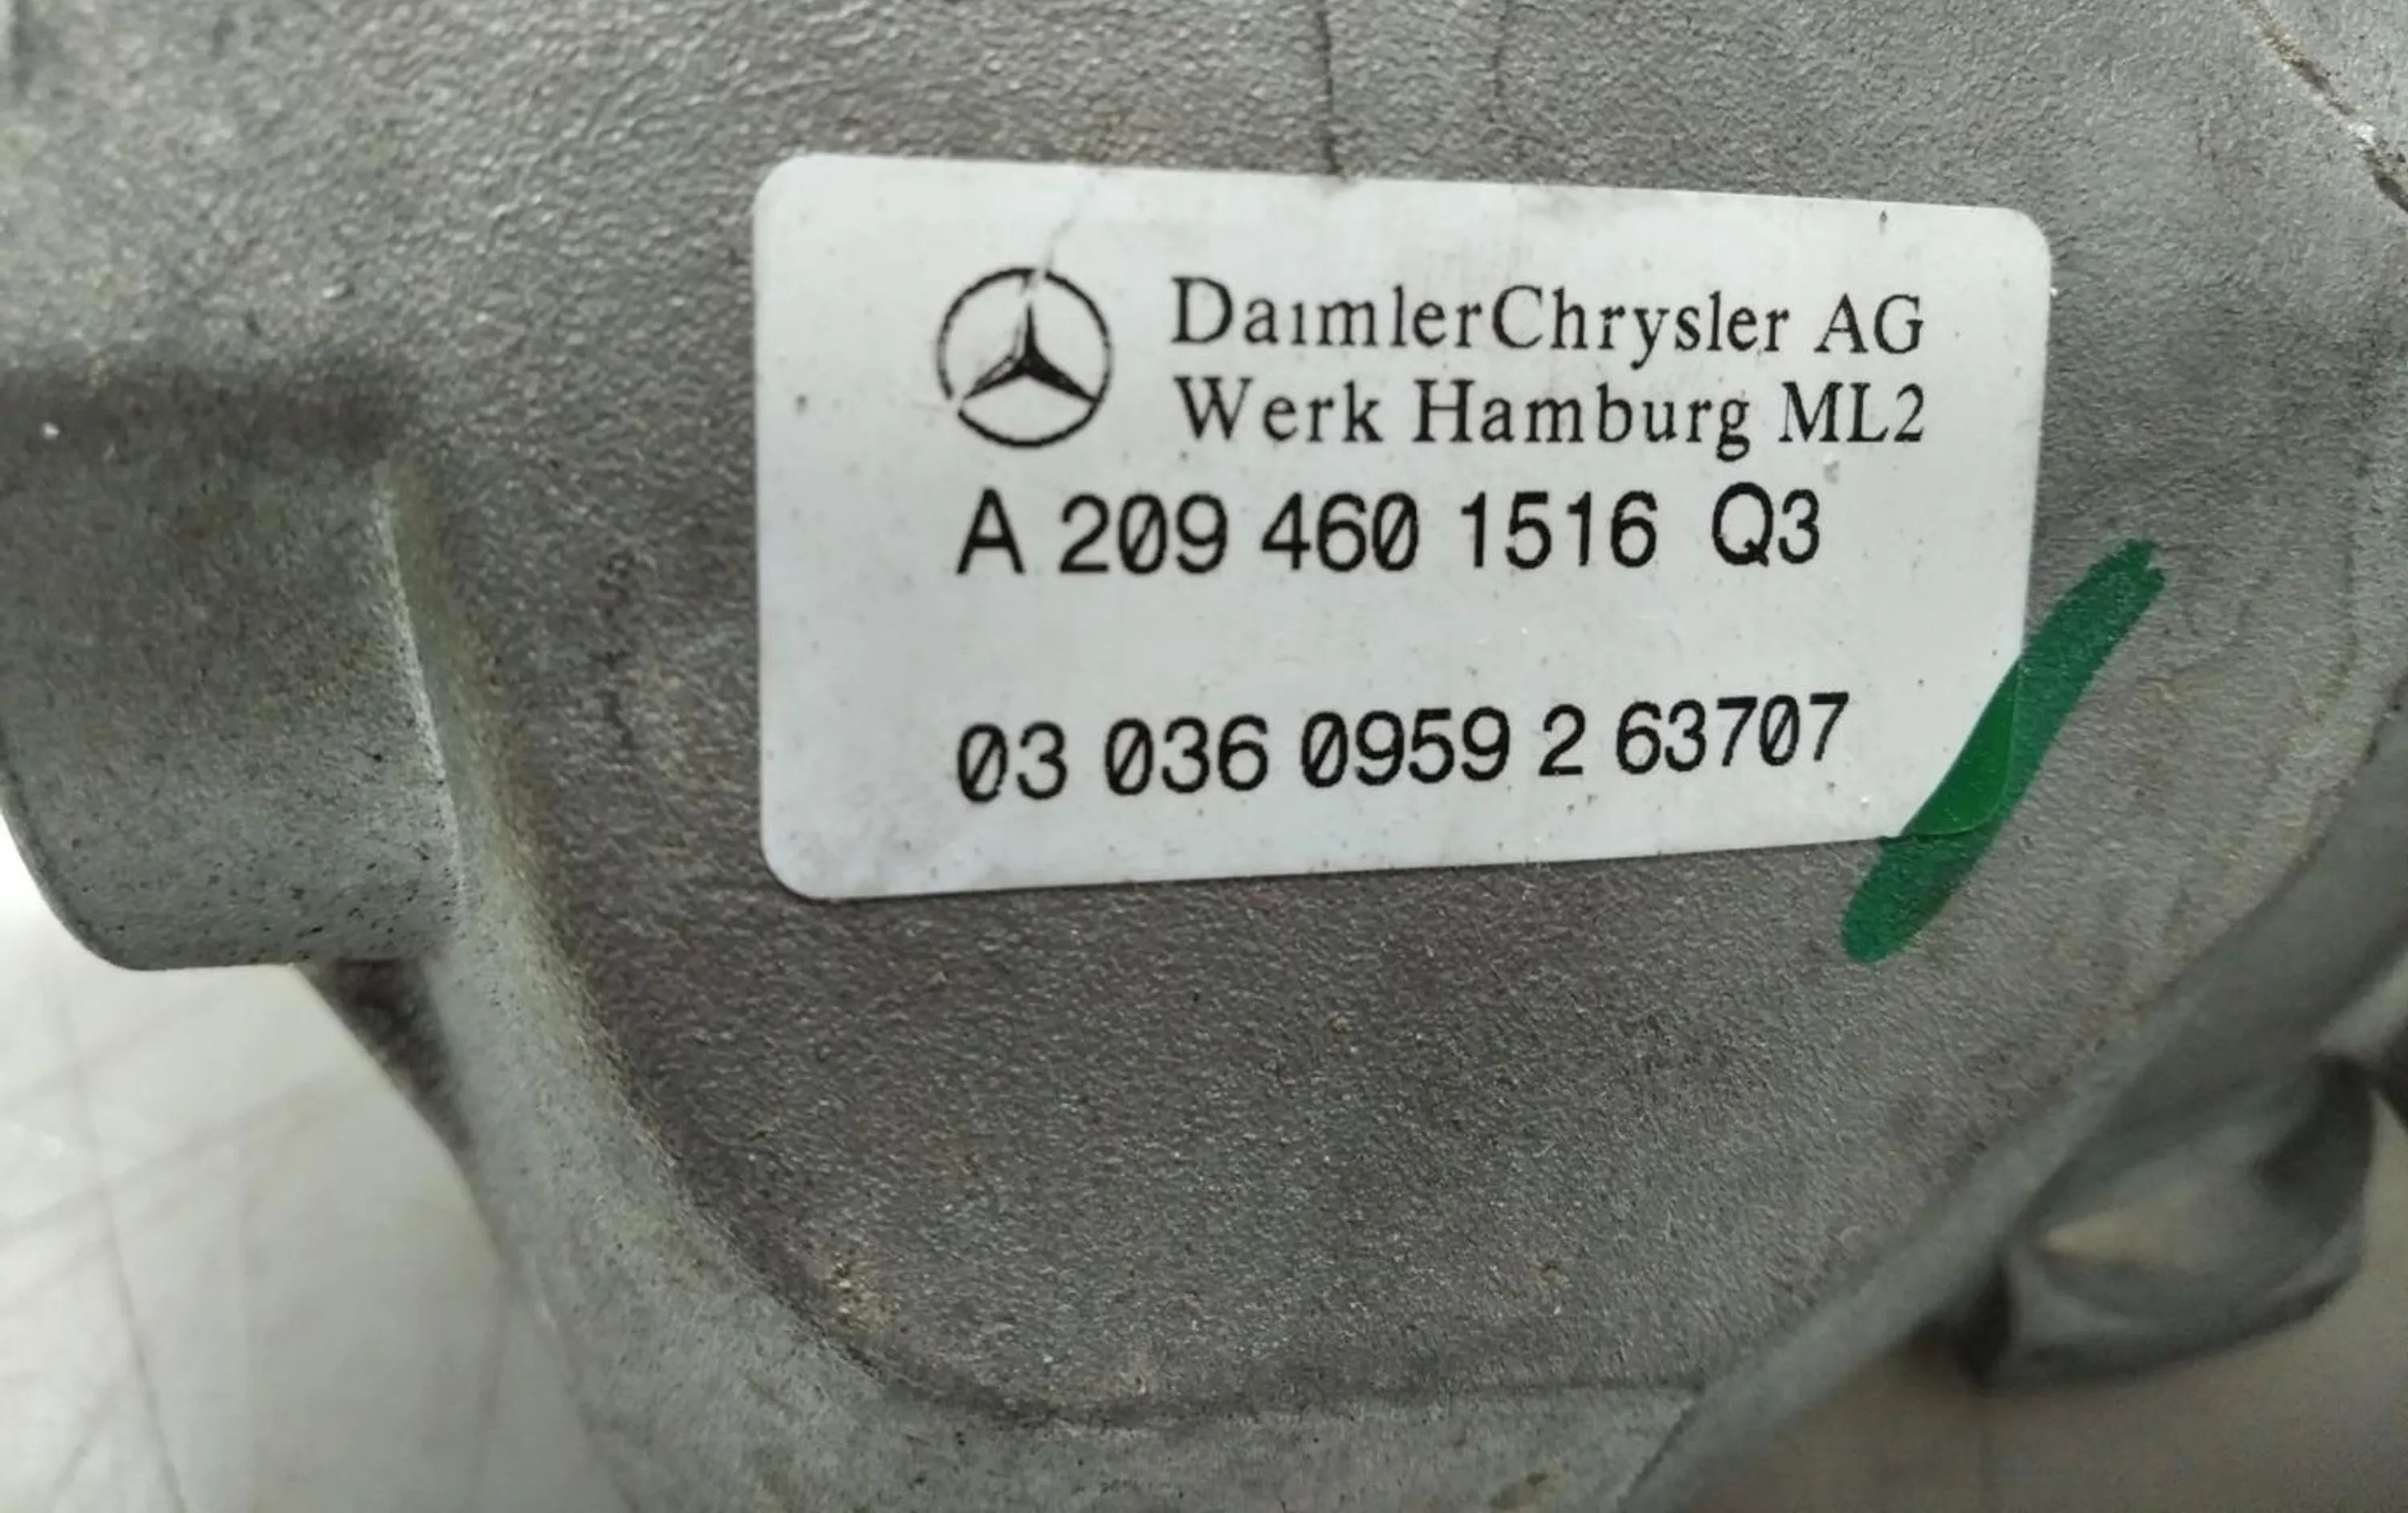 DaimlerChrysler AG
Werk Hamburg ML2
A 209 460 1516 Q3
03 036 0959 2 63707